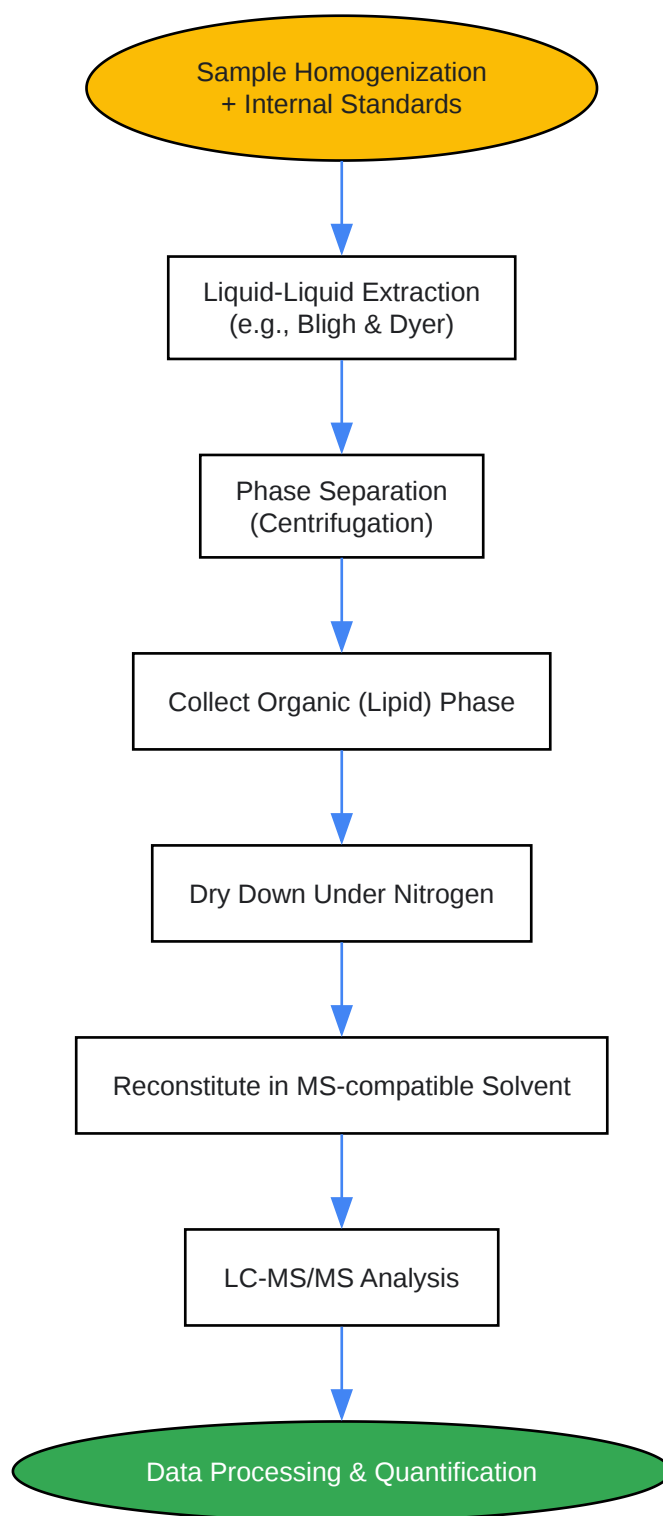 Sample Homogenization
+ Internal Standards
Liquid-Liquid Extraction
(e.g., Bligh & Dyer)
Phase Separation
(Centrifugation)
Collect Organic (Lipid) Phase
Dry Down Under Nitrogen
Reconstitute in MS-compatible Solvent
LC-MS/MS Analysis
Data Processing & Quantification